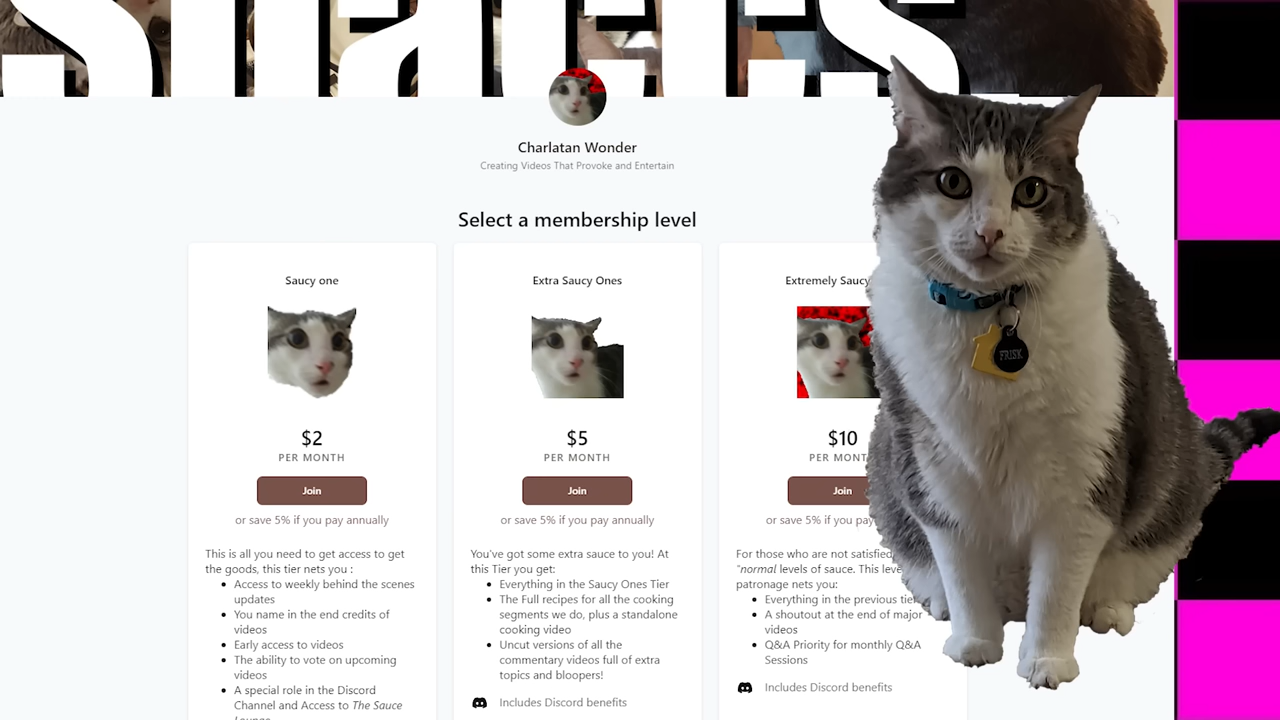 Charlatan Wonder
Creating Videos That Provoke and Entertain
Select a membership level
Saucy one
$2
PER MONTH
Join
or save 5% if you pay annually
This is all you need to get access to get
the goods, this tier nets you :
Access to weekly behind the scenes
updates
You name in the end credits of
videos
Early access to videos
The ability to vote on upcoming
videos
A special role in the Discord
Channel and Access to The Sauce
Lounge
Extra Saucy Ones
$5
PER MONTH
Join
or save 5% if you pay annually
You've got some extra sauce to you! At
this Tier you get:
Everything in the Saucy Ones Tier
The Full recipes for all the cooking
segments we do, plus a standalone
cooking video
Uncut versions of all the
commentary videos full of extra
topics and bloopers!
Includes Discord benefits
Extremely Saucy
$10
PER MONT
Join
or save 5% if you pay
For those who are not satisfied
"normal levels of sauce. This leve
patronage nets you:
Everything in the previous tier
A shoutout at the end of major
videos
Q&A Priority for monthly Q&A
Sessions
Includes Discord benefits
FRISK